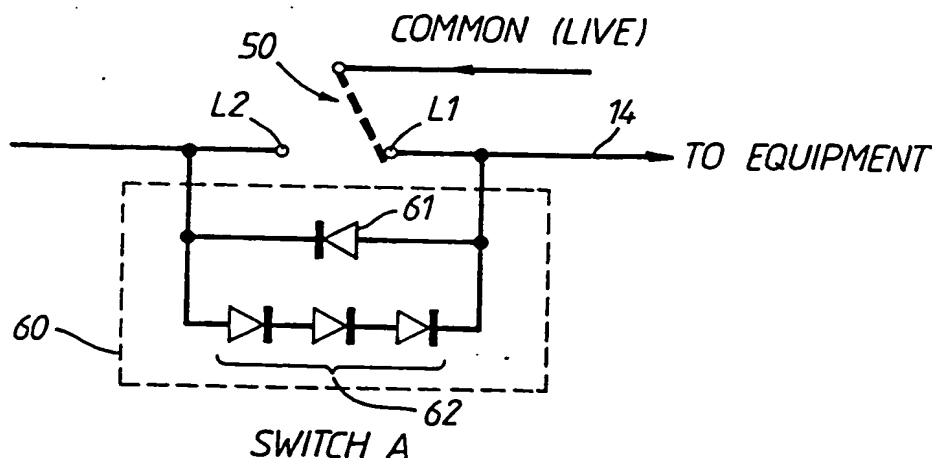 COMMON (LIVE)
50
L2
L1
14
TO EQUIPMENT
61
60
62
SWITCH A